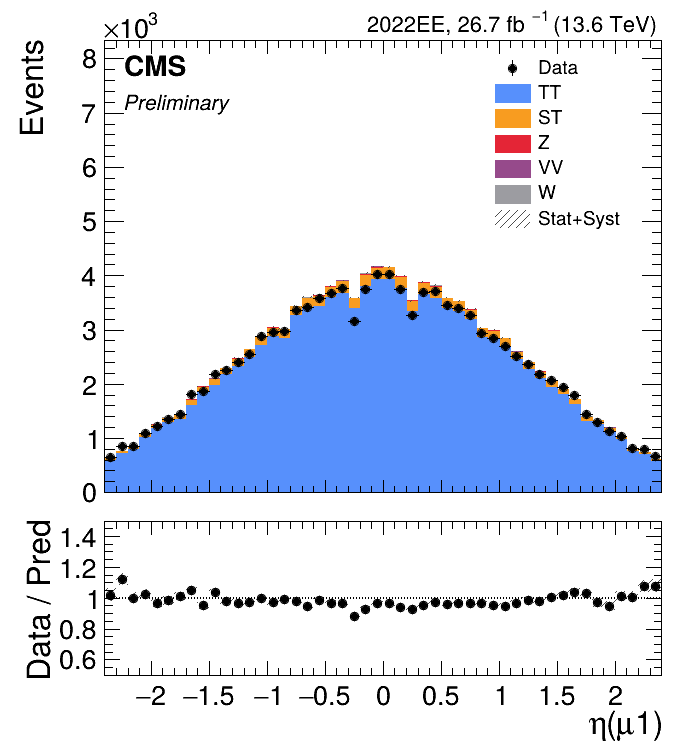 ×10³
2022EE, 26.7 fb ⁻¹ (13.6 TeV)
Events
8
7
6
5
4
3
2
1
0
CMS
Preliminary
Data
TT
ST
Z
VV
W
Stat+Syst
Data / Pred
1.4
1.2
1
0.8
0.6
−2 −1.5 −1 −0.5 0 0.5 1 1.5 2
η(μ1)